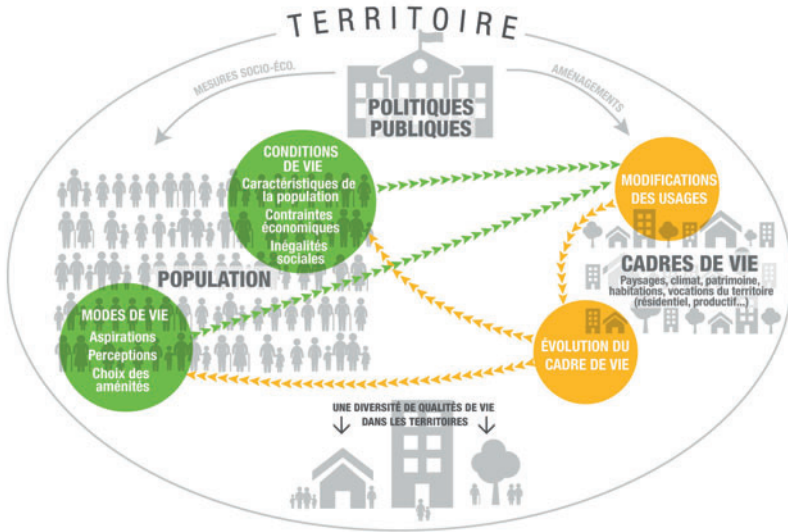 TERRITOIRE
MESURES SOCIO-ÉCO.
AMÉNAGEMENTS
POLITIQUES
PUBLIQUES
CONDITIONS
DE VIE
Caractéristiques de
la population
Contraintes
économiques
Inégalités
sociales
MODIFICATIONS
DES USAGES
POPULATION
CADRES DE VIE
Paysages, climat, patrimoine,
habitations, vocations du territoire
(résidentiel, productif...)
MODES DE VIE
Aspirations
Perceptions
Choix des
aménités
ÉVOLUTION DU
CADRE DE VIE
UNE DIVERSITÉ DE QUALITÉS DE VIE
DANS LES TERRITOIRES